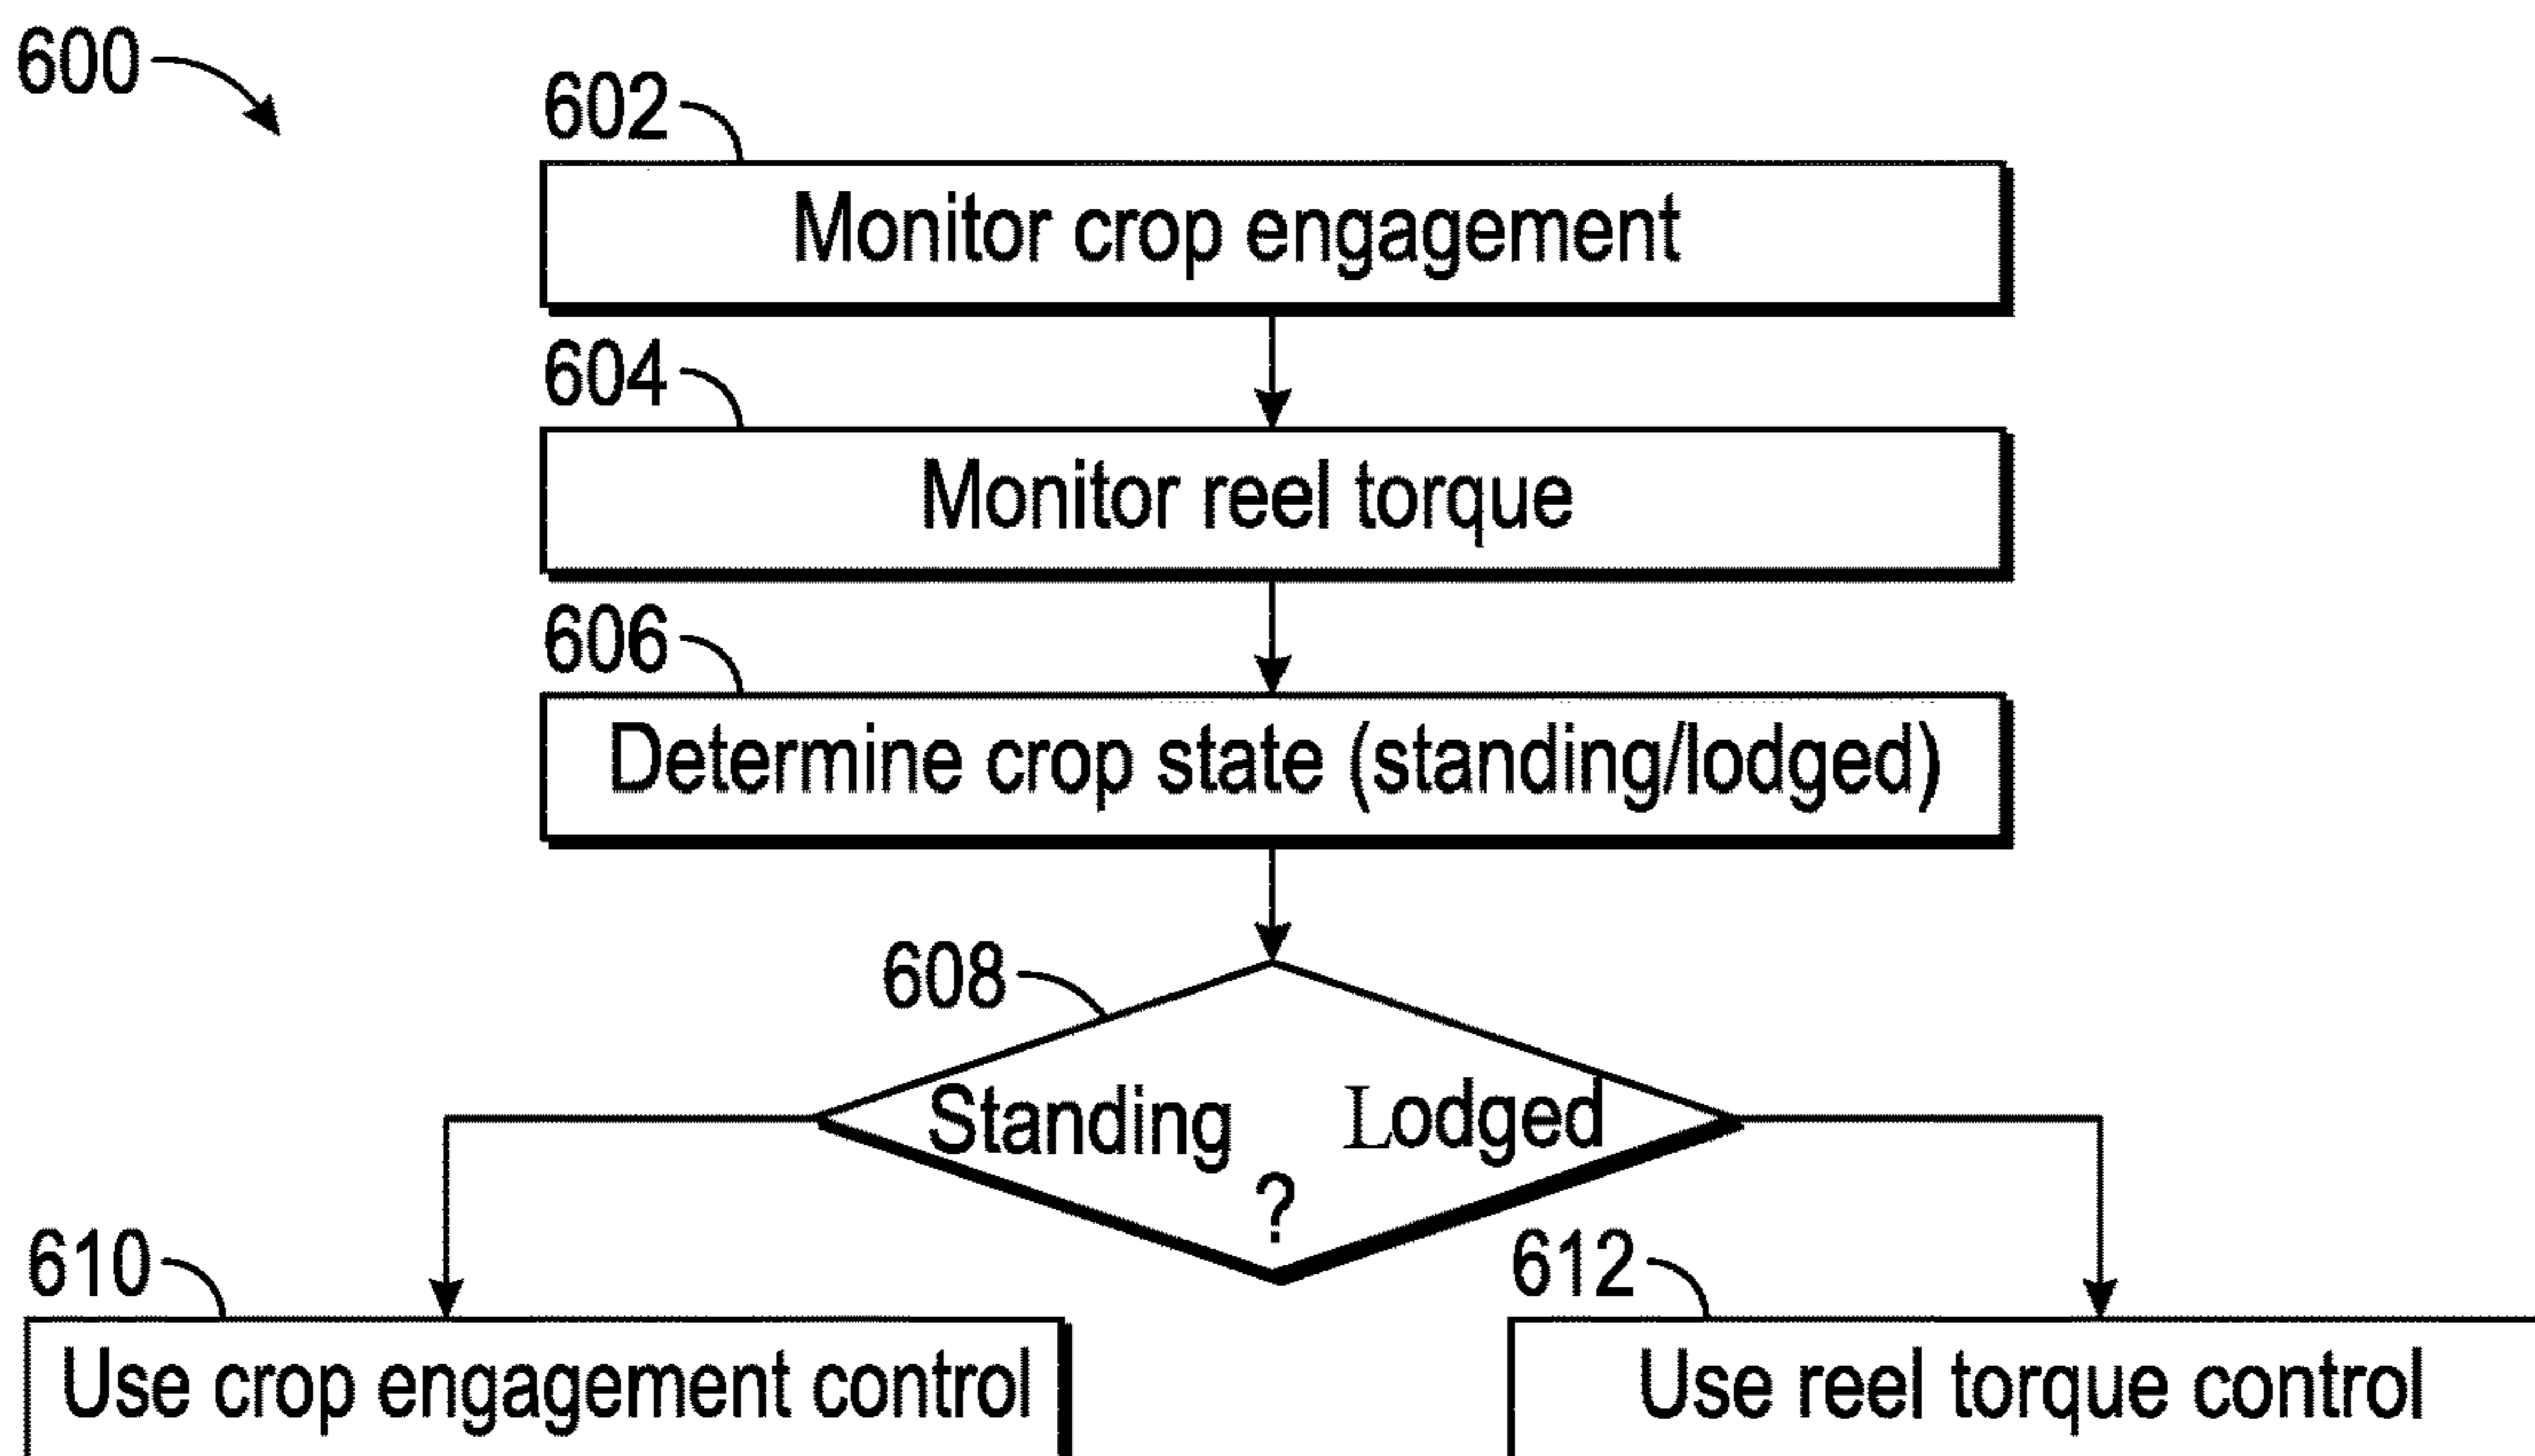 600
602
Monitor crop engagement
604
Monitor reel torque
606
Determine crop state (standing/lodged)
608
Standing Lodged
?
610
Use crop engagement control
612
Use reel torque control